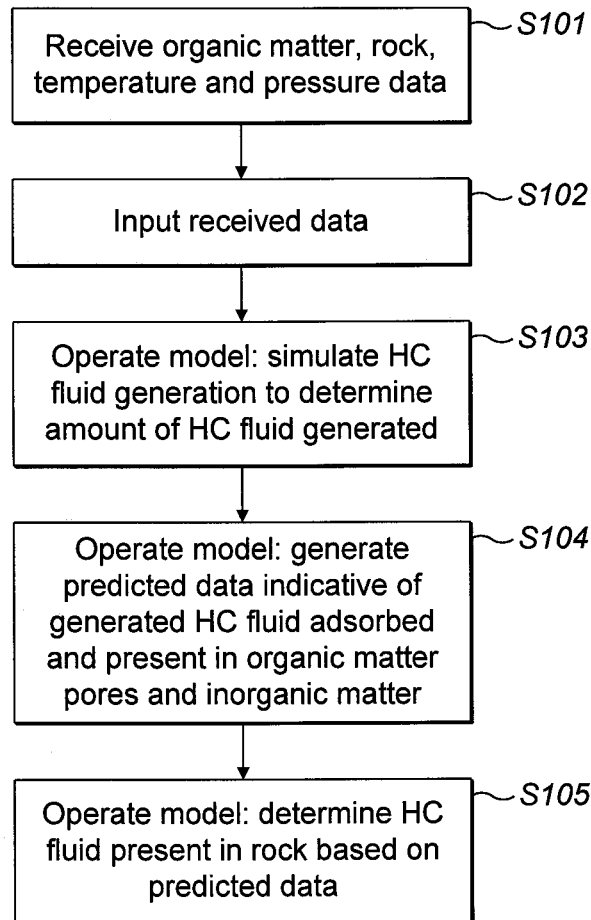 S101
Receive organic matter, rock,
temperature and pressure data
S102
Input received data
S103
Operate model: simulate HC
fluid generation to determine
amount of HC fluid generated
S104
Operate model: generate
predicted data indicative of
generated HC fluid adsorbed
and present in organic matter
pores and inorganic matter
S105
Operate model: determine HC
fluid present in rock based on
predicted data